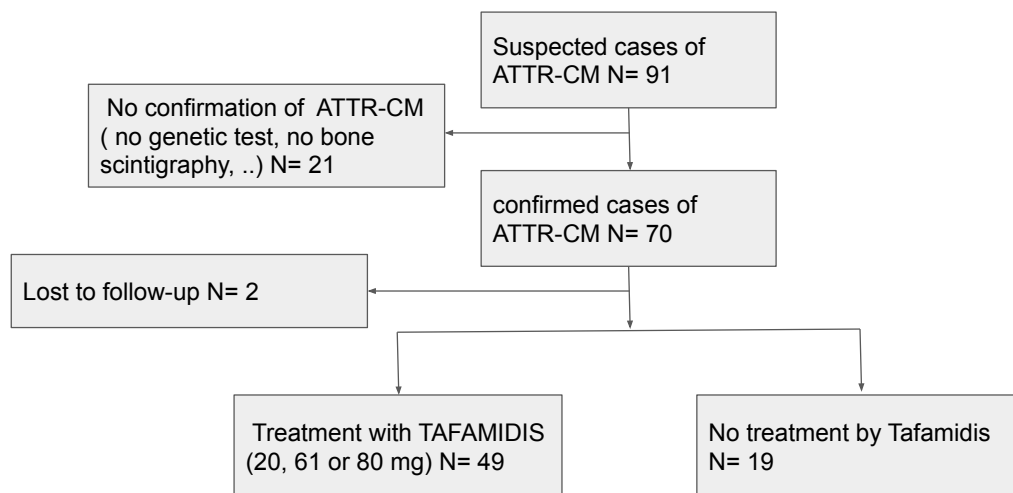 Suspected cases of
ATTR-CM N= 91
No confirmation of ATTR-CM
( no genetic test, no bone
scintigraphy, ..) N= 21
confirmed cases of
ATTR-CM N= 70
Lost to follow-up N= 2
Treatment with TAFAMIDIS
(20, 61 or 80 mg) N= 49
No treatment by Tafamidis
N= 19